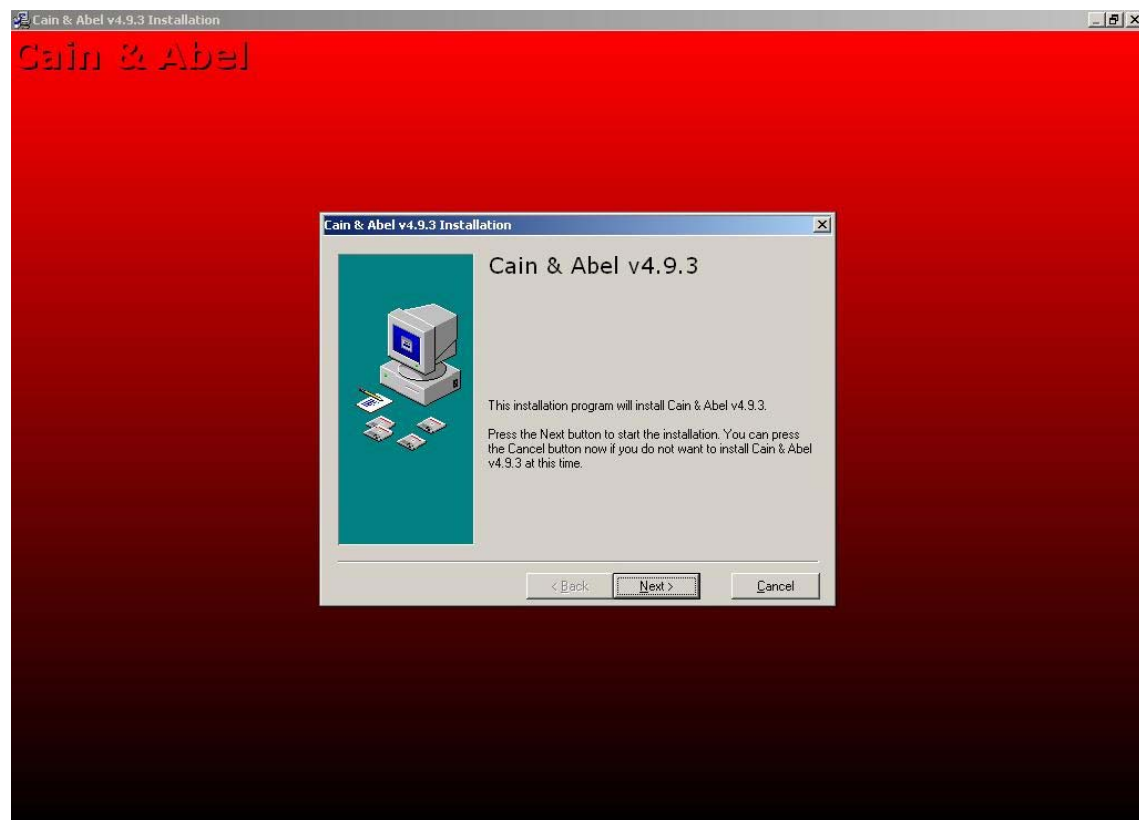 Cain & Abel v4.9.3 Installation
Cain & Abel
Cain & Abel v4.9.3 Installation
Cain & Abel v4.9.3
This installation program will install Cain & Abel v4.9.3.
Press the Next button to start the installation. You can press
the Cancel button now if you do not want to install Cain & Abel
v4.9.3 at this time.
< Back Next > Cancel